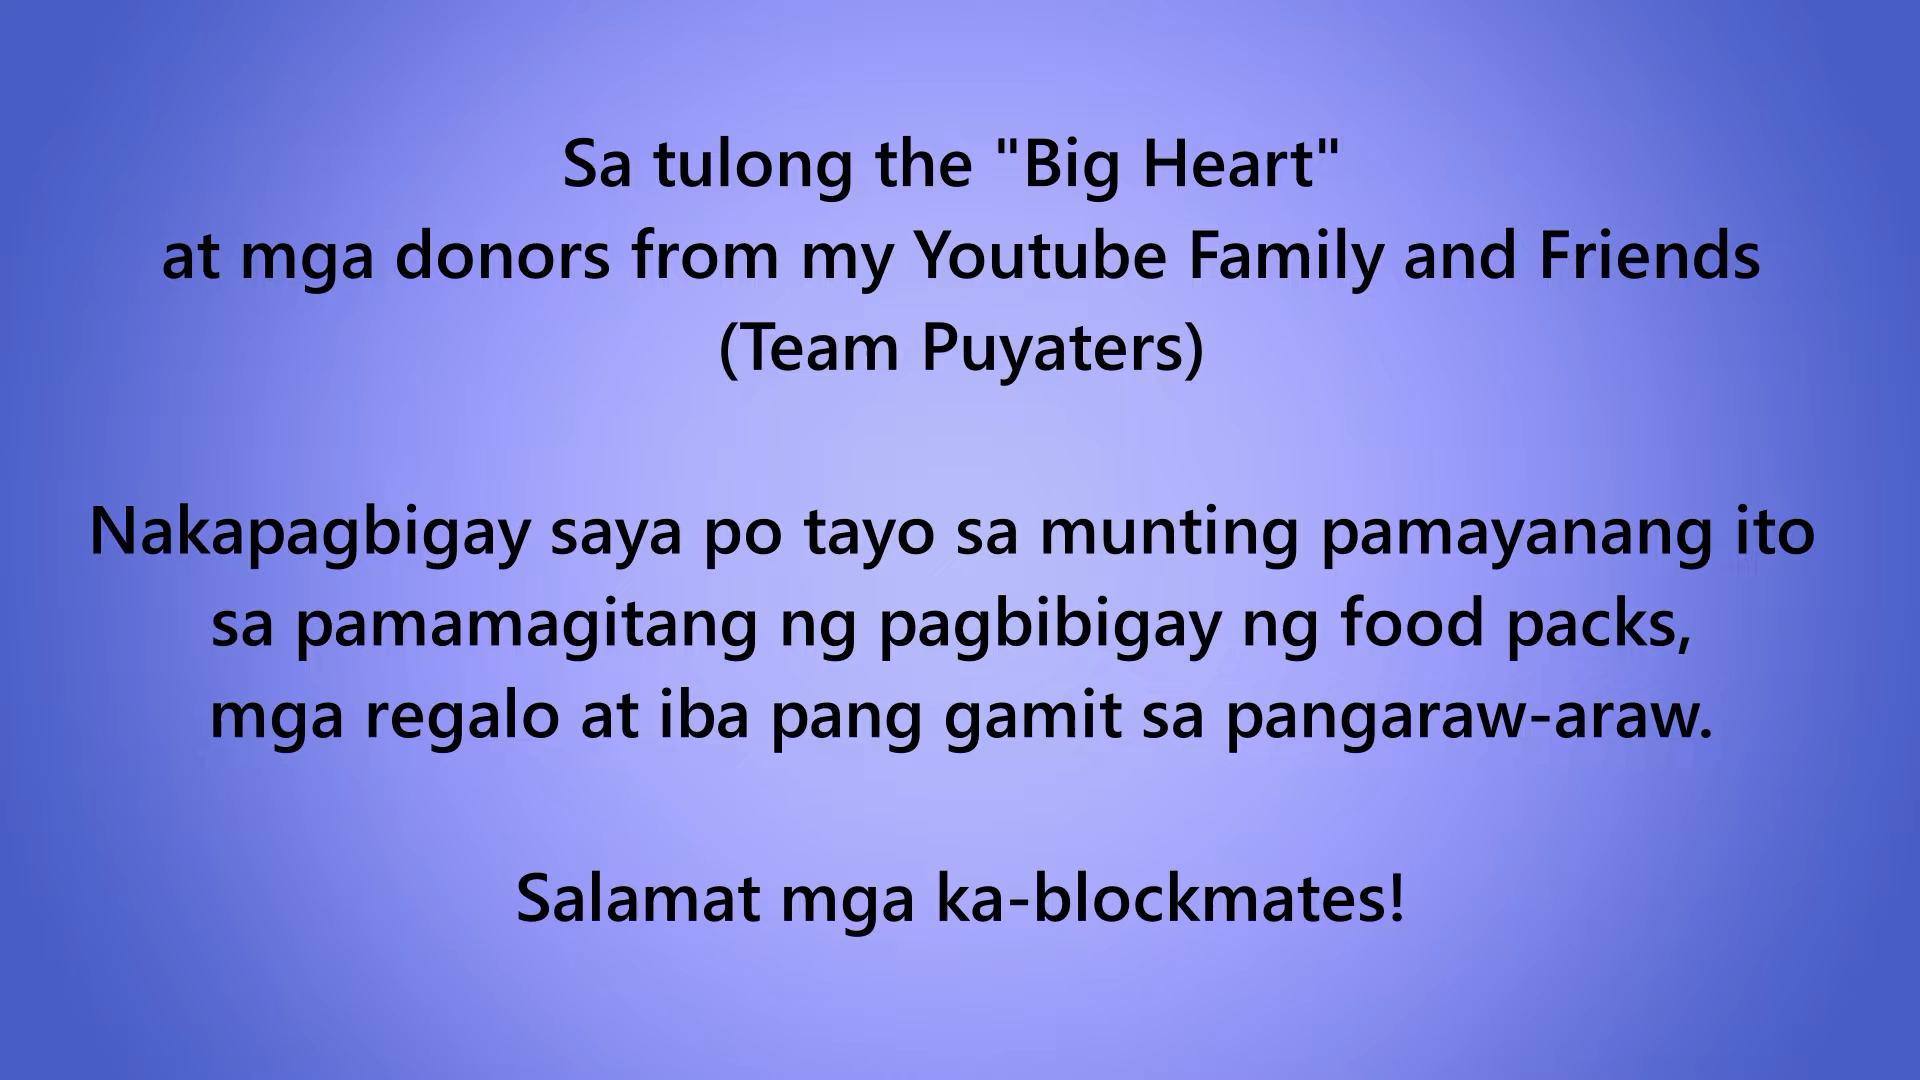 Sa tulong the "Big Heart"
at mga donors from my Youtube Family and Friends
(Team Puyaters)
Nakapagbigay saya po tayo sa munting pamayanang ito
sa pamamagitang ng pagbibigay ng food packs,
mga regalo at iba pang gamit sa pangaraw-araw.
Salamat mga ka-blockmates!